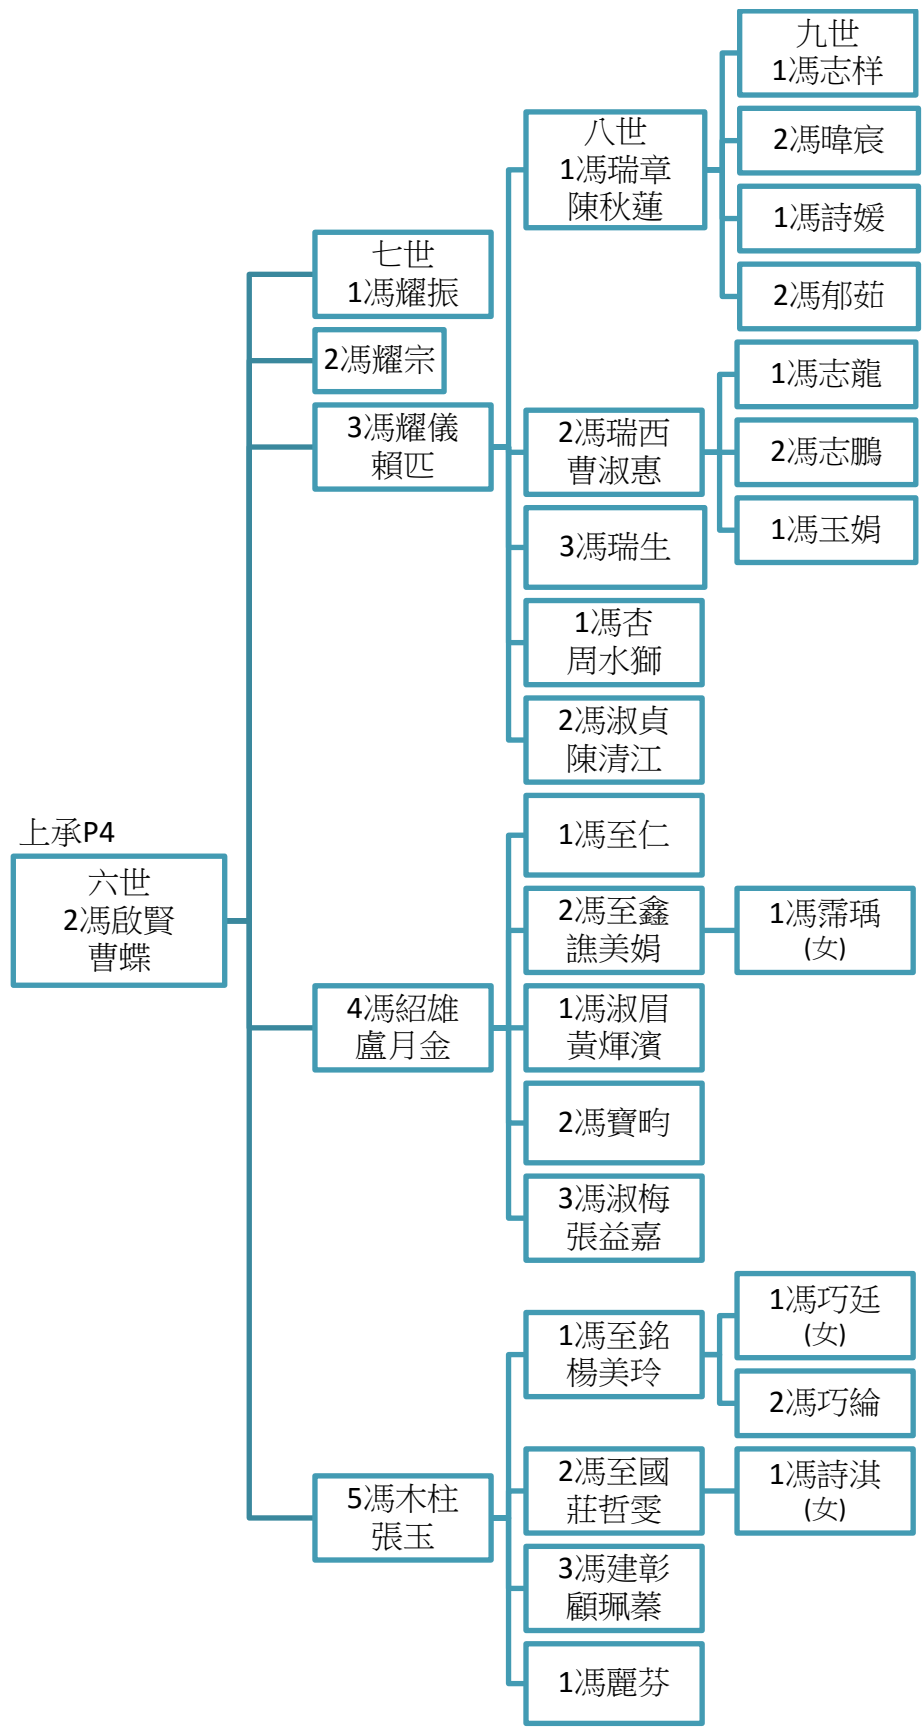 上承P4
六世
2馮啟賢
曹蝶
七世
1馮耀振
2馮耀宗
3馮耀儀
賴匹
八世
1馮瑞章
陳秋蓮
九世
1馮志样
2馮暐宸
1馮詩媛
2馮郁茹
2馮瑞西
曹淑惠
1馮志龍
2馮志鵬
1馮玉娟
3馮瑞生
1馮杏
周水獅
2馮淑貞
陳清江
4馮紹雄
盧月金
1馮至仁
2馮至鑫
譙美娟
1馮霈瑀
(女)
1馮淑眉
黃煇濱
2馮寶畇
3馮淑梅
張益嘉
5馮木柱
張玉
1馮至銘
楊美玲
1馮巧廷
(女)
2馮巧綸
2馮至國
莊哲雯
1馮詩淇
(女)
3馮建彰
顧珮蓁
1馮麗芬